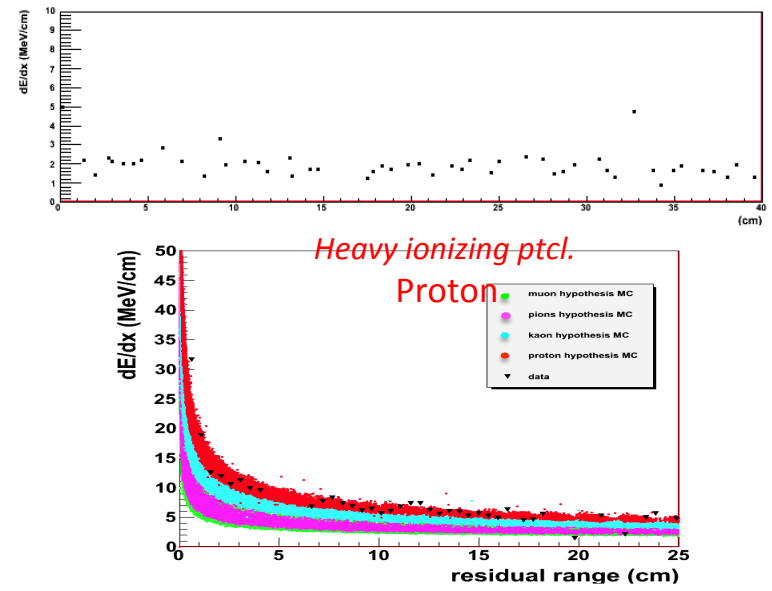 dE/dx (MeV/cm)
10
9
8
7
6
5
4
3
2
1
0
0 5 10 15 20 25 30 35 40
(cm)
Heavy ionizing ptcl.
Proton
dE/dx (MeV/cm)
50
45
40
35
30
25
20
15
10
5
0
muon hypothesis MC
pions hypothesis MC
kaon hypothesis MC
proton hypothesis MC
data
0 5 10 15 20 25
residual range (cm)